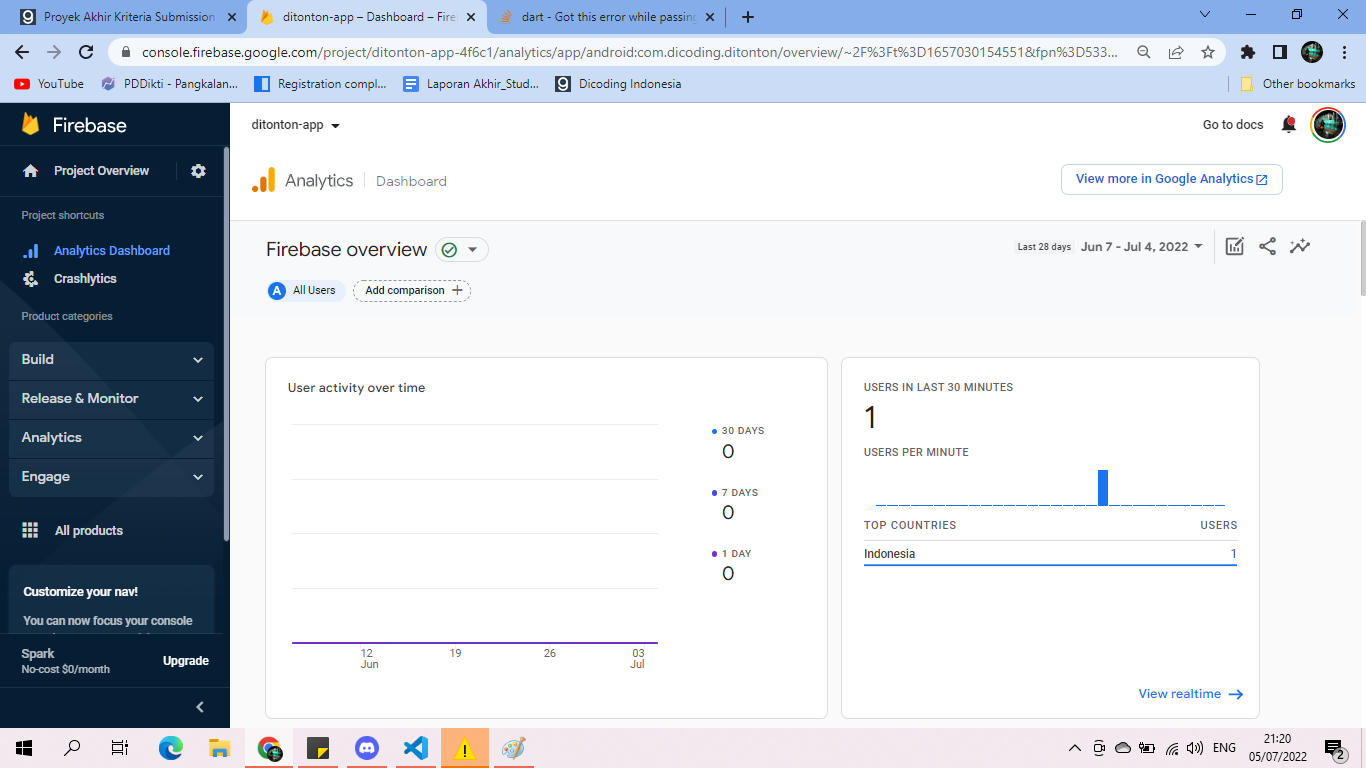 Proyek Akhir Kriteria Submission
ditonton-app – Dashboard – Fire
dart - Got this error while passing
console.firebase.google.com/project/ditonton-app-4f6c1/analytics/app/android:com.dicoding.ditonton/overview/~2F%3Ft%3D1657030154551&fpn%3D533...
YouTube
PDDikti - Pangkalan...
Registration compl...
Laporan Akhir_Stud...
Dicoding Indonesia
Other bookmarks
Firebase
ditonton-app
Go to docs
Project Overview
Analytics
Dashboard
View more in Google Analytics
Project shortcuts
Analytics Dashboard
Crashlytics
Product categories
Build
Release & Monitor
Analytics
Engage
All products
Customize your nav!
You can now focus your console
Spark
No-cost $0/month
Upgrade
Firebase overview
Last 28 days
Jun 7 - Jul 4, 2022
A
All Users
Add comparison
User activity over time
30 DAYS
0
7 DAYS
0
1 DAY
0
12
Jun
19
26
03
Jul
USERS IN LAST 30 MINUTES
1
USERS PER MINUTE
TOP COUNTRIES
USERS
Indonesia
1
View realtime
ENG
21:20
05/07/2022
2